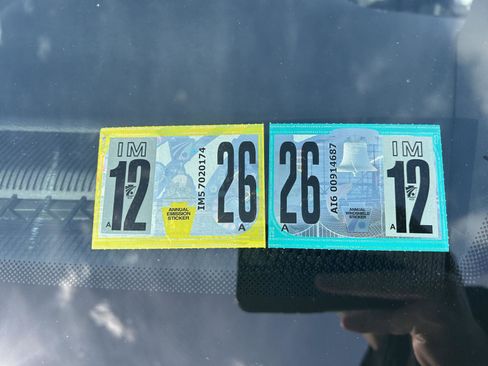 IM
12
A
ANNUAL
EMISSION
STICKER
IM5 7020174
26
A
26
A
AI6 00914687
ANNUAL
WINDSHIELD
STICKER
IM
12
A